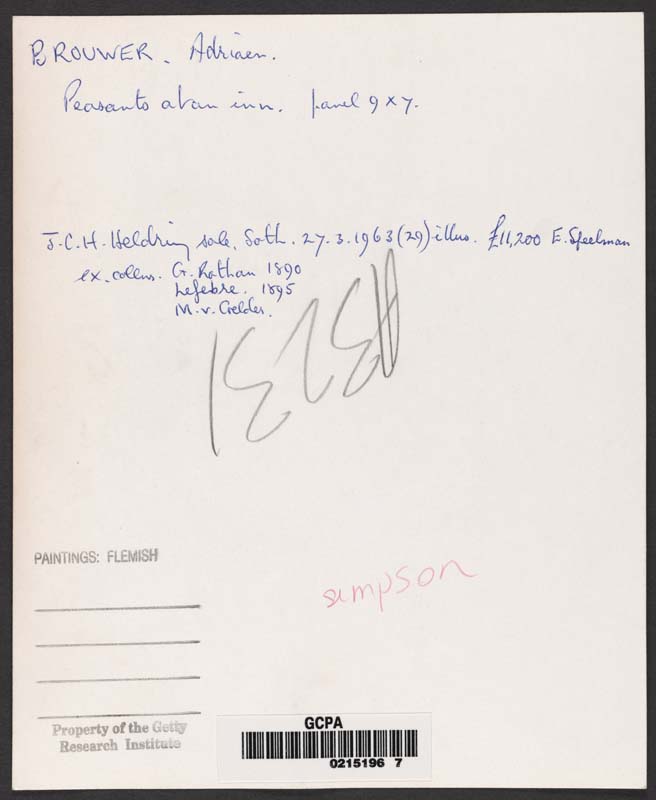 BROUWER. Adriaen.
Peasants at an inn. panel 9 x 7.
J.C.H. Heldring sale. Soth. 27.3.1963 (29) illus. £11,200 E. Speelman
ex. collns. G. Rothan 1890
Lefebre. 1895
M. v. Gelder.
PAINTINGS: FLEMISH
simpson
Property of the Getty
Research Institute
GCPA
0215196 7